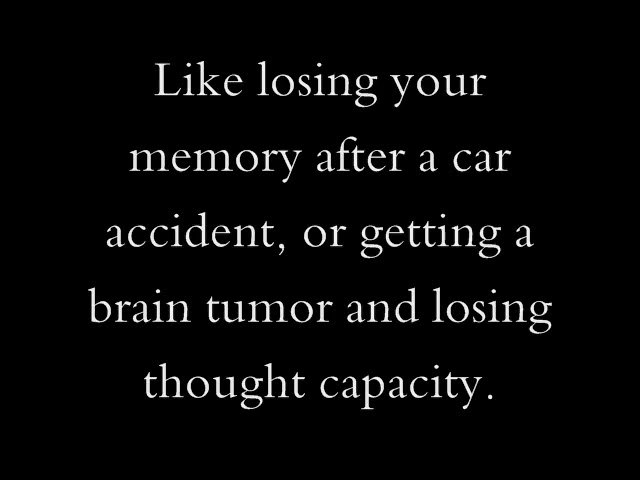 Like losing your
memory after a car
accident, or getting a
brain tumor and losing
thought capacity.